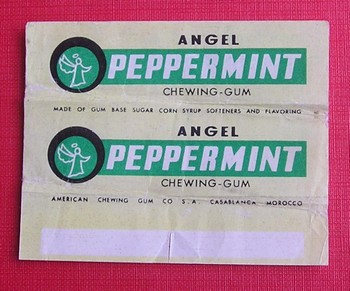 ANGEL
PEPPERMINT
CHEWING-GUM
MADE OF GUM BASE SUGAR CORN SYRUP SOFTENERS AND FLAVORING
ANGEL
PEPPERMINT
CHEWING-GUM
AMERICAN CHEWING GUM CO S.A. CASABLANCA MOROCCO